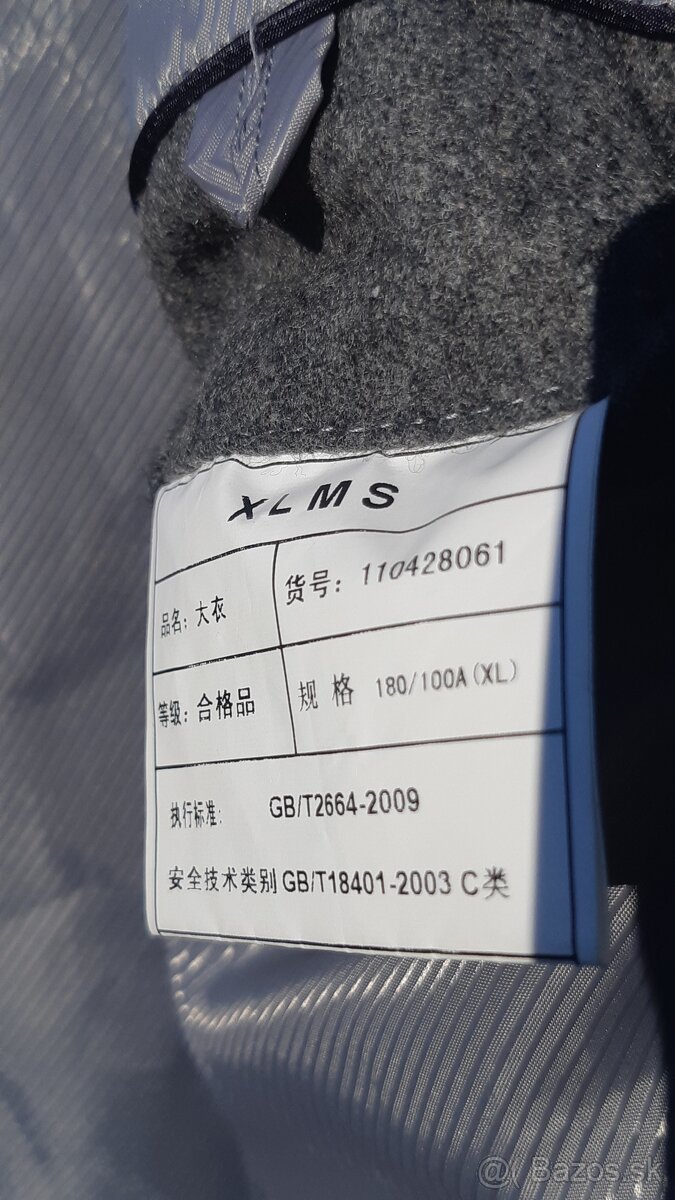 XLMS
品名: 大衣
货号: 110428061
等级: 合格品
规格 180/100A(XL)
执行标准: GB/T2664-2009
安全技术类别 GB/T18401-2003 C类
@ Bazos.sk